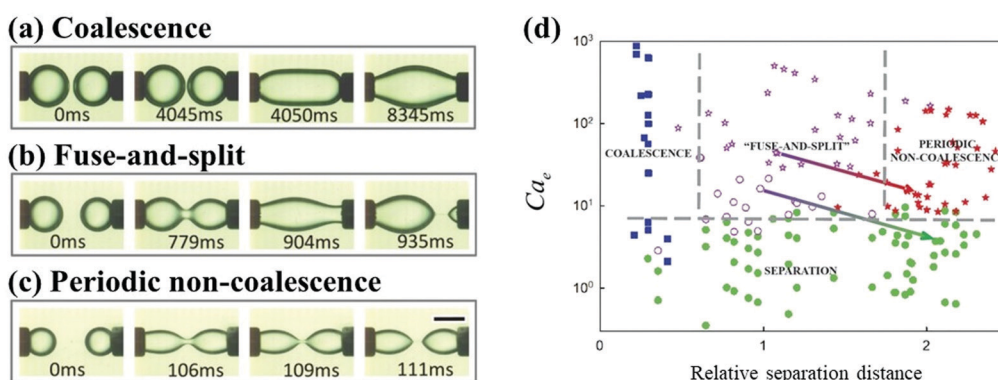 (a) Coalescence
0ms 4045ms 4050ms 8345ms
(b) Fuse-and-split
0ms 779ms 904ms 935ms
(c) Periodic non-coalescence
0ms 106ms 109ms 111ms
(d)
10³
10²
10¹
10⁰
Ca_e
COALESCENCE
“FUSE-AND-SPLIT”
PERIODIC
NON-COALESCENCE
SEPARATION
0 1 2
Relative separation distance